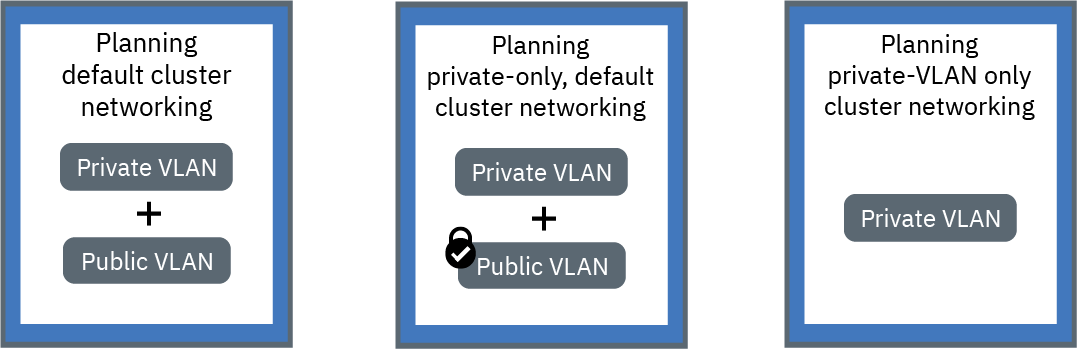 Planning
default cluster
networking
Private VLAN
+
Public VLAN
Planning
private-only, default
cluster networking
Private VLAN
+
Public VLAN
Planning
private-VLAN only
cluster networking
Private VLAN